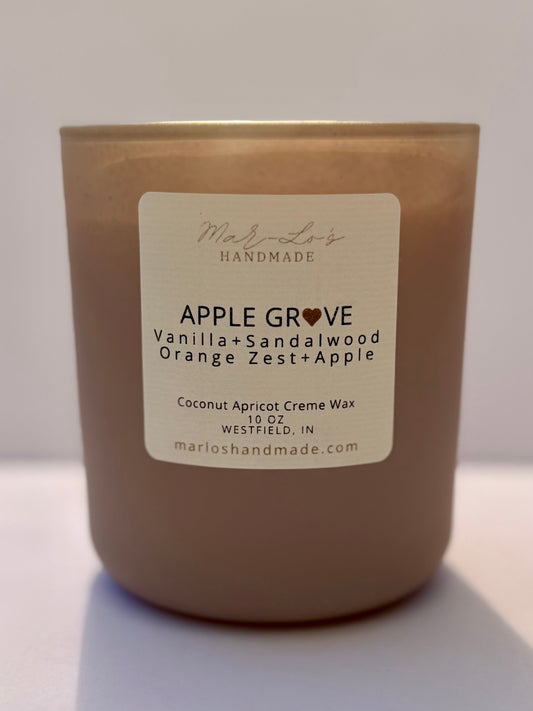 Mar-Lo's
HANDMADE
APPLE GR♥VE
Vanilla+Sandalwood
Orange Zest+Apple
Coconut Apricot Creme Wax
10 OZ
WESTFIELD, IN
marloshandmade.com